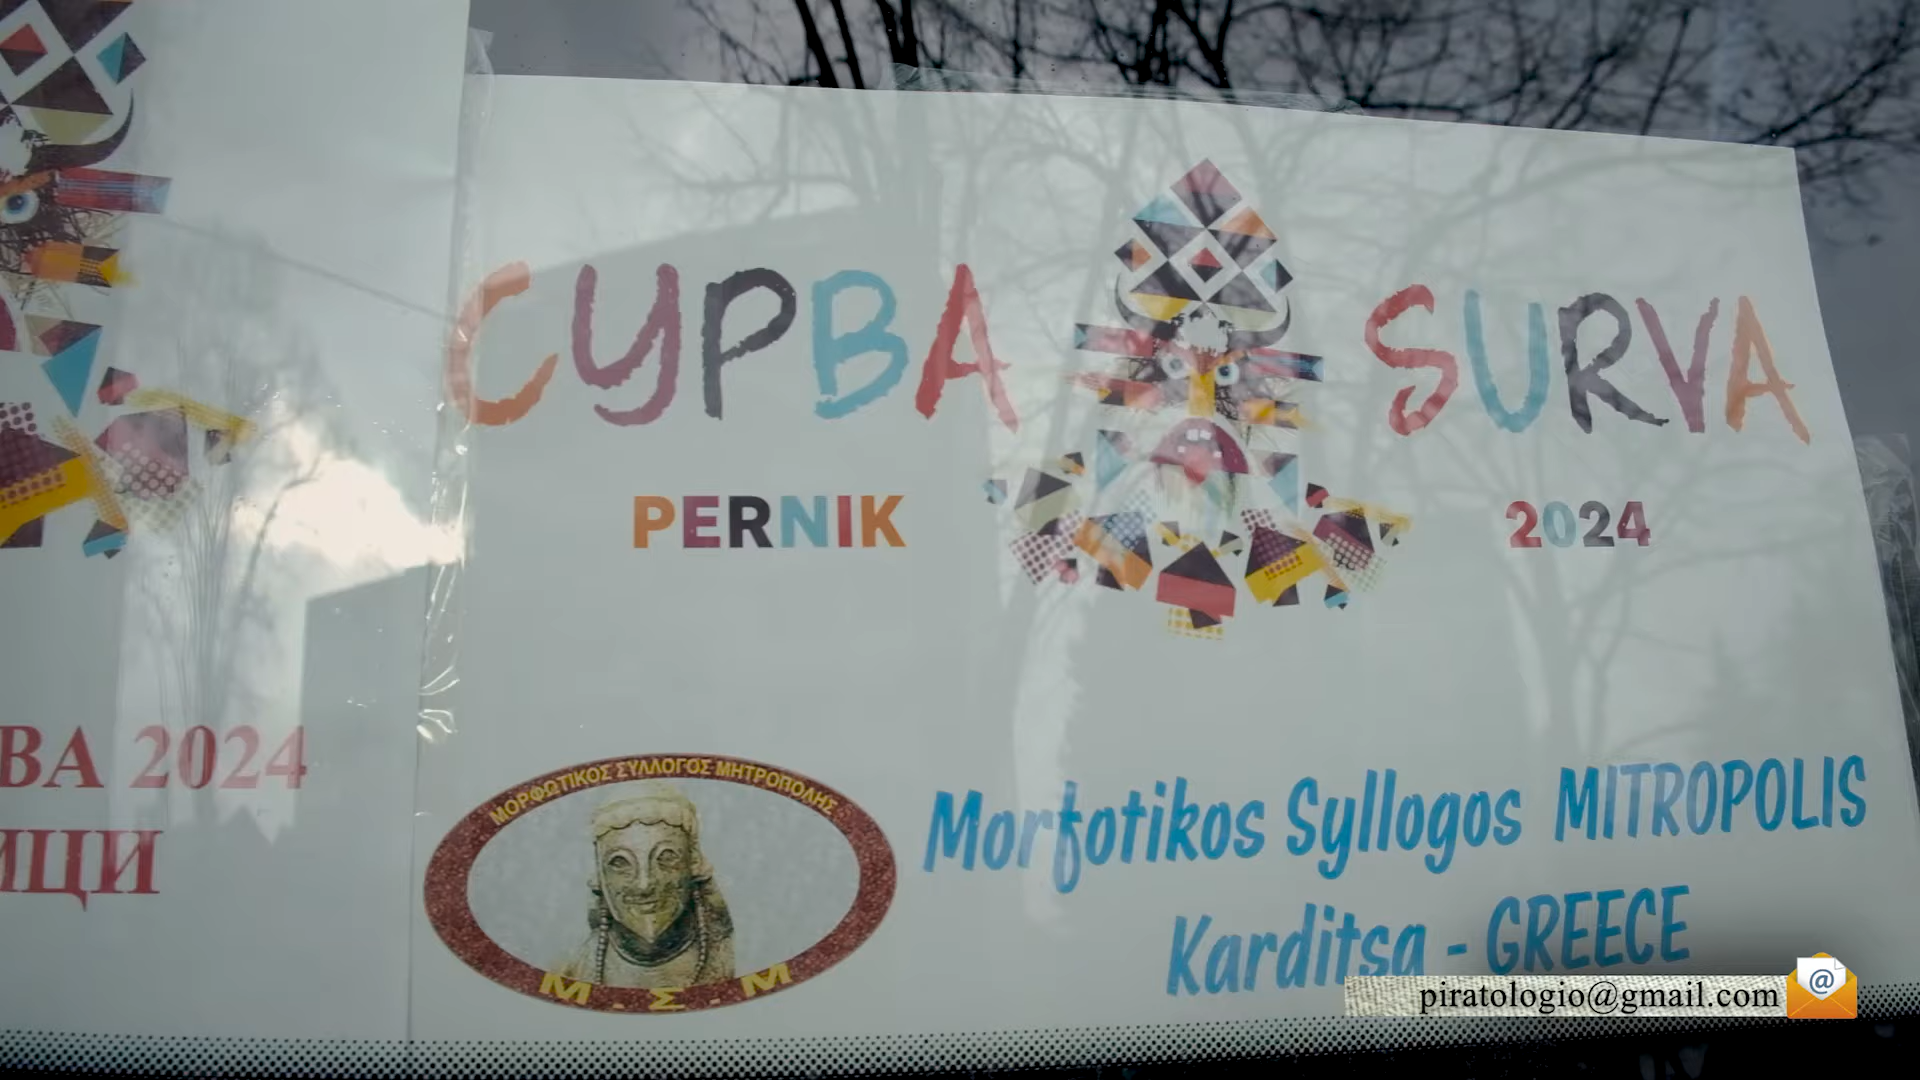 СУРВА SURVA
PERNIK 2024
ВА 2024
ИЦИ
ΜΟΡΦΩΤΙΚΟΣ ΣΥΛΛΟΓΟΣ ΜΗΤΡΟΠΟΛΗΣ
Μ . Σ . Μ
Morfotikos Syllogos MITROPOLIS
Karditsa - GREECE
piratologio@gmail.com